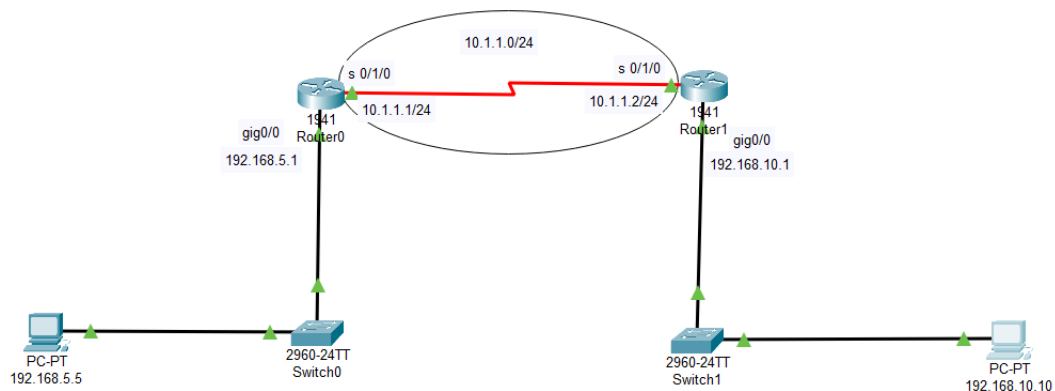 10.1.1.0/24
s 0/1/0
s 0/1/0
10.1.1.1/24
10.1.1.2/24
1941
Router0
1941
Router1
gig0/0
192.168.5.1
gig0/0
192.168.10.1
PC-PT
192.168.5.5
2960-24TT
Switch0
2960-24TT
Switch1
PC-PT
192.168.10.10